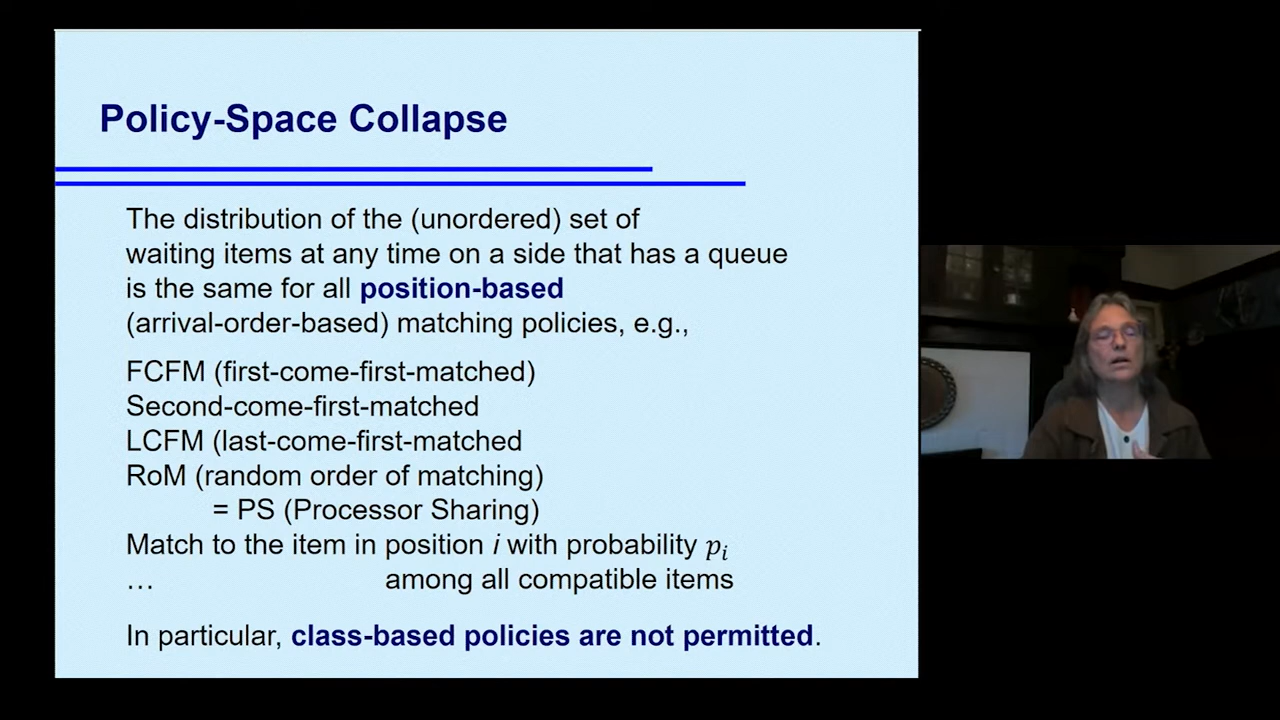 Policy-Space Collapse
The distribution of the (unordered) set of
waiting items at any time on a side that has a queue
is the same for all position-based
(arrival-order-based) matching policies, e.g.,
FCFM (first-come-first-matched)
Second-come-first-matched
LCFM (last-come-first-matched
RoM (random order of matching)
= PS (Processor Sharing)
Match to the item in position i with probability pᵢ
… among all compatible items
In particular, class-based policies are not permitted.